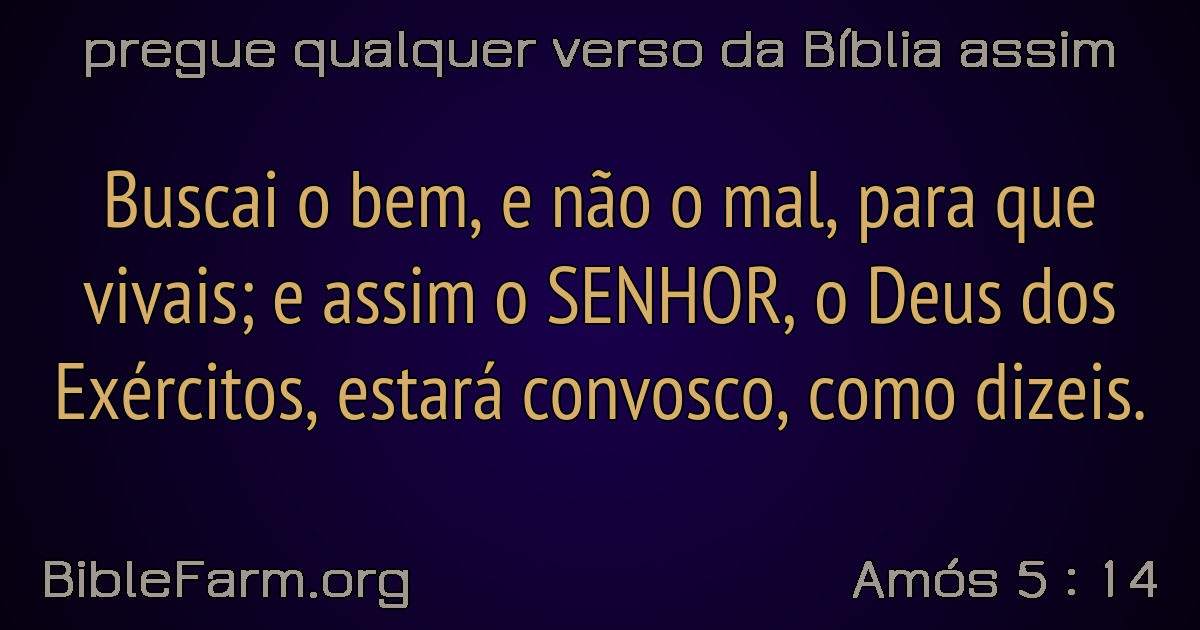 pregue qualquer verso da Bíblia assim
Buscai o bem, e não o mal, para que
vivais; e assim o SENHOR, o Deus dos
Exércitos, estará convosco, como dizeis.
BibleFarm.org
Amós 5 : 14